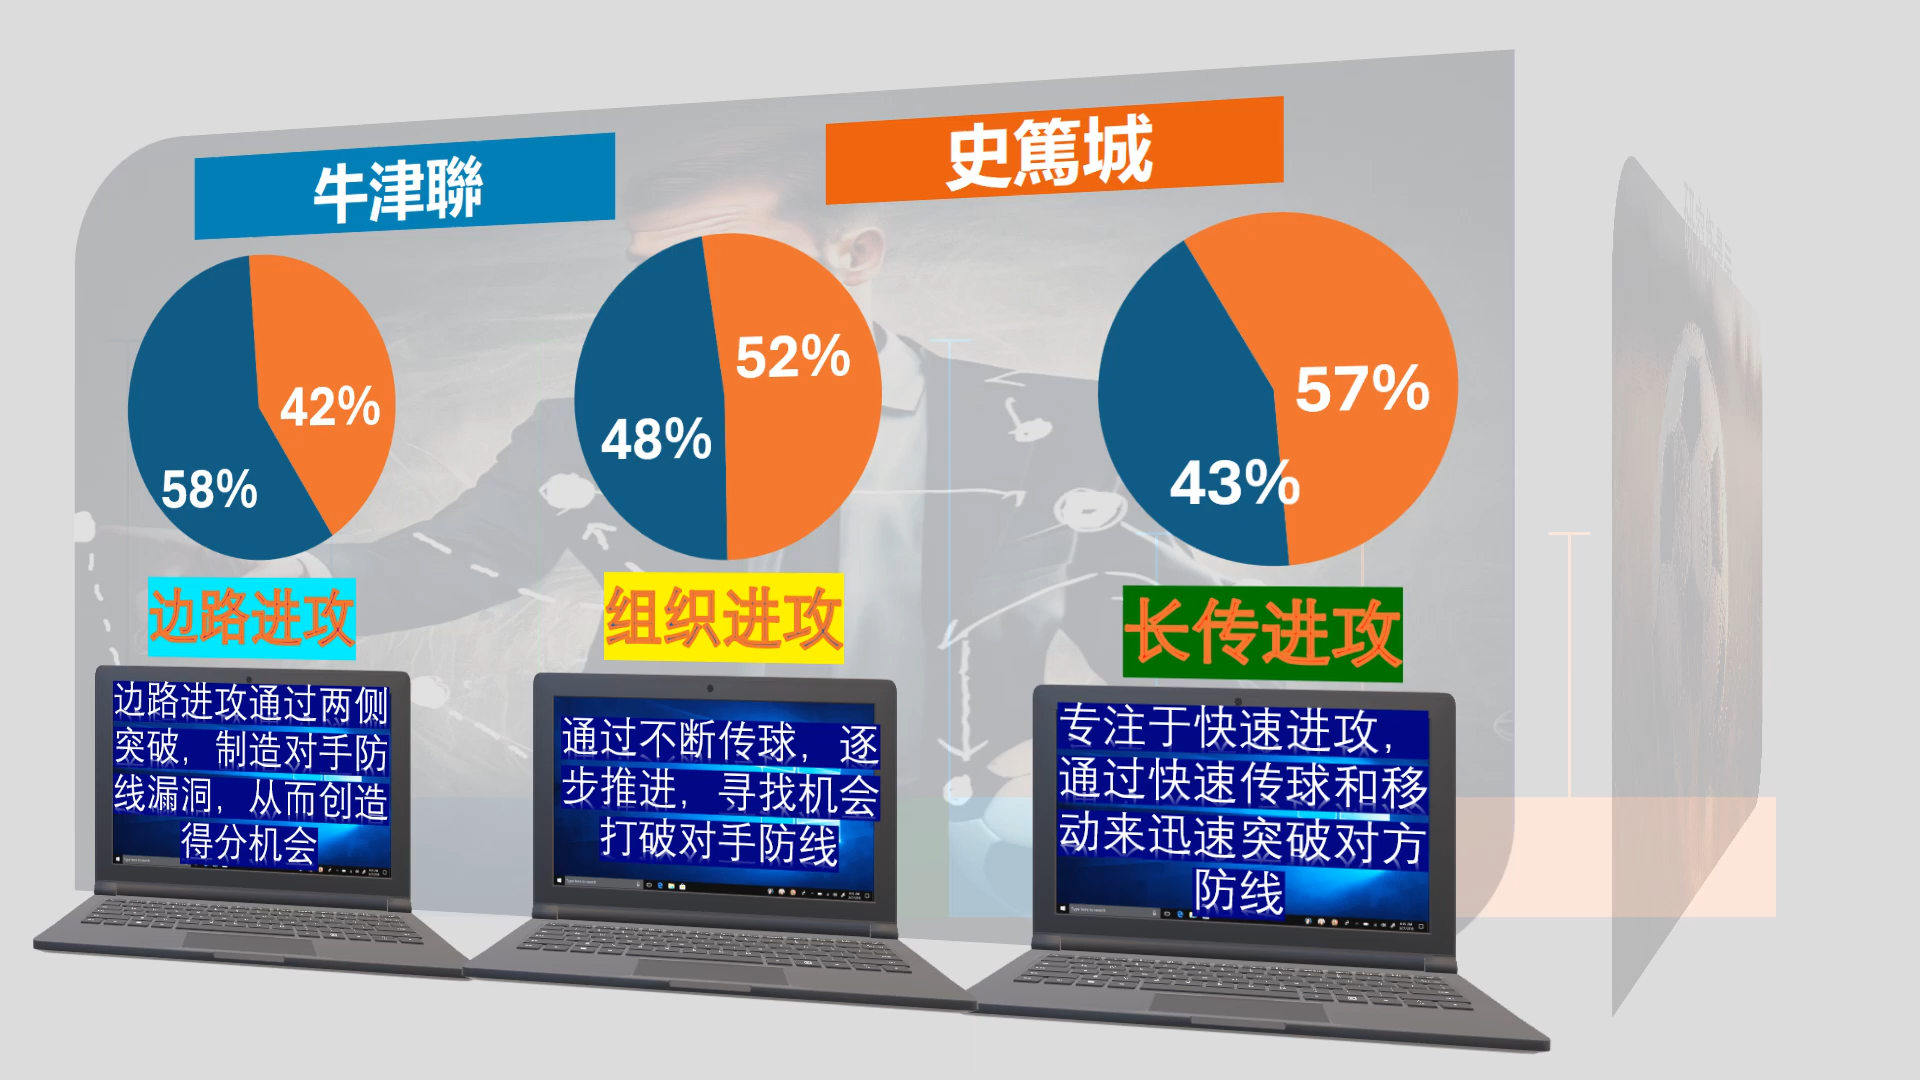 牛津聯
史篤城
42%
58%
52%
48%
57%
43%
边路进攻
组织进攻
长传进攻
边路进攻通过两侧
突破，制造对手防
线漏洞，从而创造
得分机会
通过不断传球，逐
步推进，寻找机会
打破对手防线
专注于快速进攻，
通过快速传球和移
动来迅速突破对方
防线